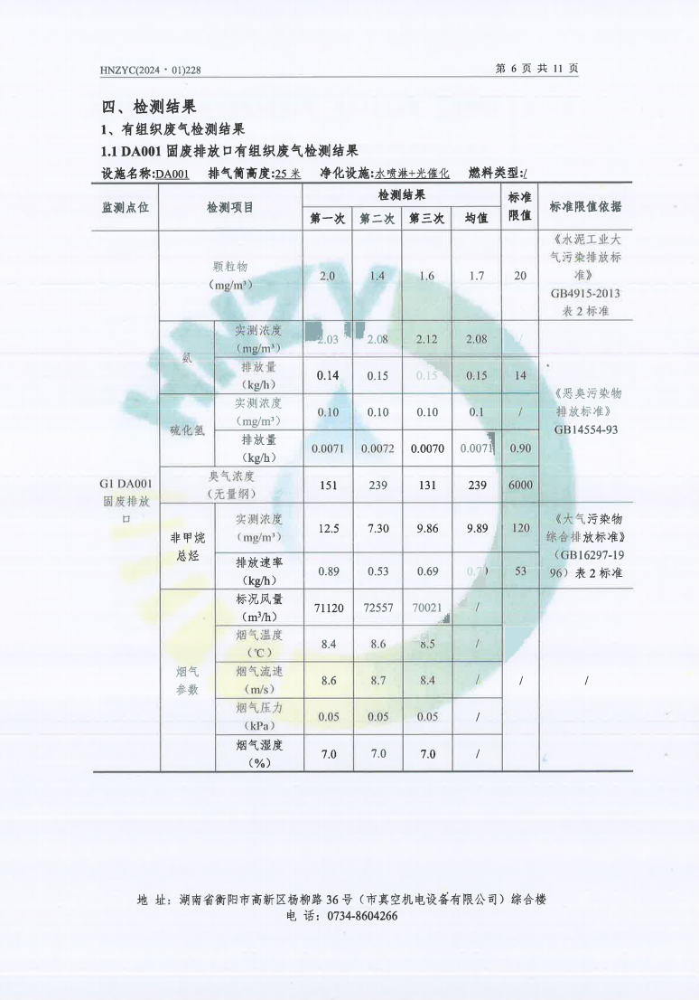 HNZYC(2024·01)228 第 6 页 共 11 页
四、检测结果
1、有组织废气检测结果
1.1 DA001 固废排放口有组织废气检测结果
设施名称:DA001 排气筒高度:25 米 净化设施:水喷淋+光催化 燃料类型:/
监测点位 检测项目 检测结果 标准限值 标准限值依据
第一次 第二次 第三次 均值
G1 DA001 固废排放口
颗粒物（mg/m³） 2.0 1.4 1.6 1.7 20 《水泥工业大气污染排放标准》GB4915-2013 表 2 标准
氨 实测浓度（mg/m³） 2.03 2.08 2.12 2.08 /
排放量（kg/h） 0.14 0.15 0.15 0.15 14
《恶臭污染物排放标准》GB14554-93
硫化氢 实测浓度（mg/m³） 0.10 0.10 0.10 0.1 /
排放量（kg/h） 0.0071 0.0072 0.0070 0.0071 0.90
臭气浓度（无量纲） 151 239 131 239 6000
非甲烷总烃 实测浓度（mg/m³） 12.5 7.30 9.86 9.89 120
排放速率（kg/h） 0.89 0.53 0.69 53
《大气污染物综合排放标准》（GB16297-1996）表 2 标准
烟气参数 标况风量（m³/h） 71120 72557 70021 /
烟气温度（℃） 8.4 8.6 8.5 /
烟气流速（m/s） 8.6 8.7 8.4 / / /
烟气压力（kPa） 0.05 0.05 0.05 /
烟气湿度（%） 7.0 7.0 7.0 /
地 址：湖南省衡阳市高新区杨柳路 36 号（市真空机电设备有限公司）综合楼
电 话：0734-8604266
HNZY